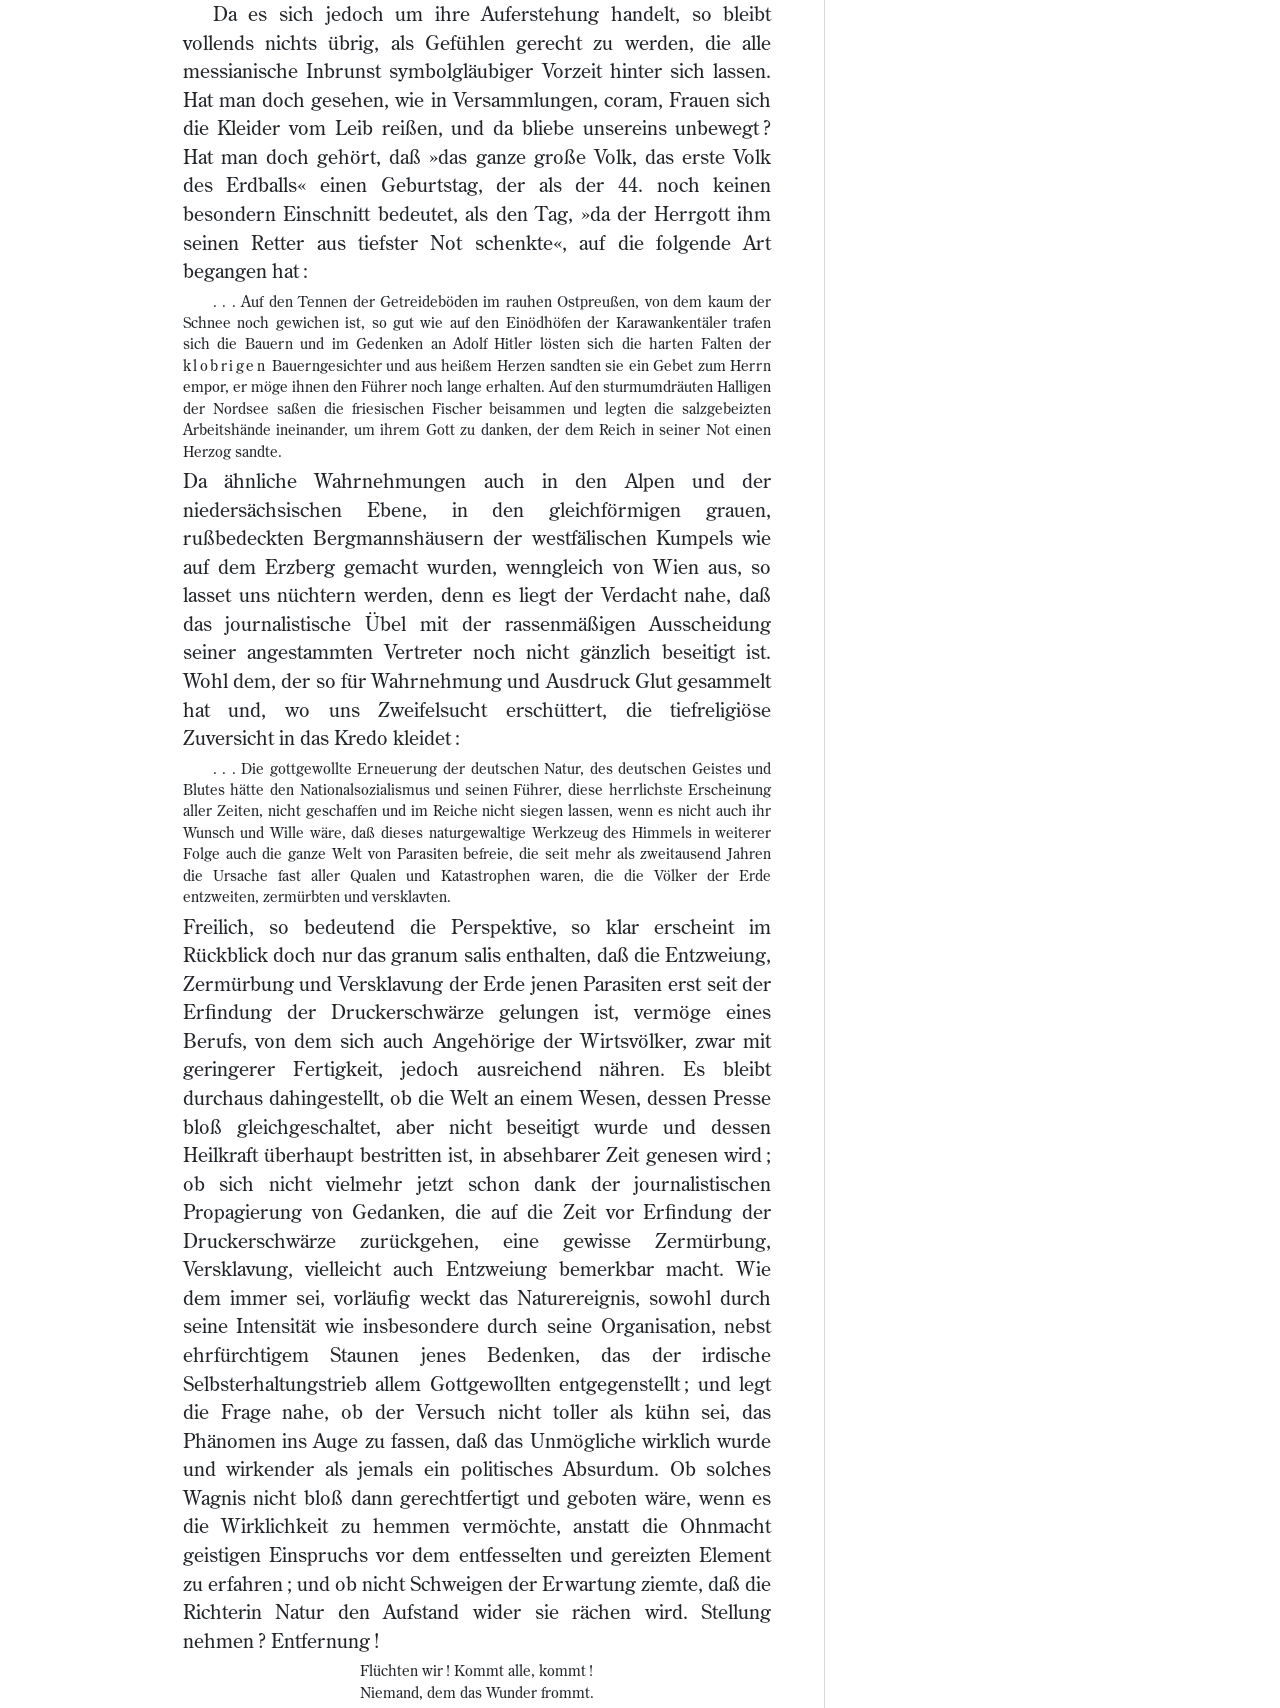 Da es sich jedoch um ihre Auferstehung handelt, so bleibt
vollends nichts übrig, als Gefühlen gerecht zu werden, die alle
messianische Inbrunst symbolgläubiger Vorzeit hinter sich lassen.
Hat man doch gesehen, wie in Versammlungen, coram, Frauen sich
die Kleider vom Leib reißen, und da bliebe unsereins unbewegt ?
Hat man doch gehört, daß »das ganze große Volk, das erste Volk
des Erdballs« einen Geburtstag, der als der 44. noch keinen
besondern Einschnitt bedeutet, als den Tag, »da der Herrgott ihm
seinen Retter aus tiefster Not schenkte«, auf die folgende Art
begangen hat :
. . . Auf den Tennen der Getreideböden im rauhen Ostpreußen, von dem kaum der
Schnee noch gewichen ist, so gut wie auf den Einödhöfen der Karawankentäler trafen
sich die Bauern und im Gedenken an Adolf Hitler lösten sich die harten Falten der
klobrigen Bauerngesichter und aus heißem Herzen sandten sie ein Gebet zum Herrn
empor, er möge ihnen den Führer noch lange erhalten. Auf den sturmumdräuten Halligen
der Nordsee saßen die friesischen Fischer beisammen und legten die salzgebeizten
Arbeitshände ineinander, um ihrem Gott zu danken, der dem Reich in seiner Not einen
Herzog sandte.
Da ähnliche Wahrnehmungen auch in den Alpen und der
niedersächsischen Ebene, in den gleichförmigen grauen,
rußbedeckten Bergmannshäusern der westfälischen Kumpels wie
auf dem Erzberg gemacht wurden, wenngleich von Wien aus, so
lasset uns nüchtern werden, denn es liegt der Verdacht nahe, daß
das journalistische Übel mit der rassenmäßigen Ausscheidung
seiner angestammten Vertreter noch nicht gänzlich beseitigt ist.
Wohl dem, der so für Wahrnehmung und Ausdruck Glut gesammelt
hat und, wo uns Zweifelsucht erschüttert, die tiefreligiöse
Zuversicht in das Kredo kleidet :
. . . Die gottgewollte Erneuerung der deutschen Natur, des deutschen Geistes und
Blutes hätte den Nationalsozialismus und seinen Führer, diese herrlichste Erscheinung
aller Zeiten, nicht geschaffen und im Reiche nicht siegen lassen, wenn es nicht auch ihr
Wunsch und Wille wäre, daß dieses naturgewaltige Werkzeug des Himmels in weiterer
Folge auch die ganze Welt von Parasiten befreie, die seit mehr als zweitausend Jahren
die Ursache fast aller Qualen und Katastrophen waren, die die Völker der Erde
entzweiten, zermürbten und versklavten.
Freilich, so bedeutend die Perspektive, so klar erscheint im
Rückblick doch nur das granum salis enthalten, daß die Entzweiung,
Zermürbung und Versklavung der Erde jenen Parasiten erst seit der
Erfindung der Druckerschwärze gelungen ist, vermöge eines
Berufs, von dem sich auch Angehörige der Wirtsvölker, zwar mit
geringerer Fertigkeit, jedoch ausreichend nähren. Es bleibt
durchaus dahingestellt, ob die Welt an einem Wesen, dessen Presse
bloß gleichgeschaltet, aber nicht beseitigt wurde und dessen
Heilkraft überhaupt bestritten ist, in absehbarer Zeit genesen wird ;
ob sich nicht vielmehr jetzt schon dank der journalistischen
Propagierung von Gedanken, die auf die Zeit vor Erfindung der
Druckerschwärze zurückgehen, eine gewisse Zermürbung,
Versklavung, vielleicht auch Entzweiung bemerkbar macht. Wie
dem immer sei, vorläufig weckt das Naturereignis, sowohl durch
seine Intensität wie insbesondere durch seine Organisation, nebst
ehrfürchtigem Staunen jenes Bedenken, das der irdische
Selbsterhaltungstrieb allem Gottgewollten entgegenstellt ; und legt
die Frage nahe, ob der Versuch nicht toller als kühn sei, das
Phänomen ins Auge zu fassen, daß das Unmögliche wirklich wurde
und wirkender als jemals ein politisches Absurdum. Ob solches
Wagnis nicht bloß dann gerechtfertigt und geboten wäre, wenn es
die Wirklichkeit zu hemmen vermöchte, anstatt die Ohnmacht
geistigen Einspruchs vor dem entfesselten und gereizten Element
zu erfahren ; und ob nicht Schweigen der Erwartung ziemte, daß die
Richterin Natur den Aufstand wider sie rächen wird. Stellung
nehmen ? Entfernung !
Flüchten wir ! Kommt alle, kommt !
Niemand, dem das Wunder frommt.